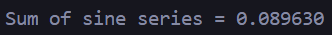 Sum of sine series = 0.089630